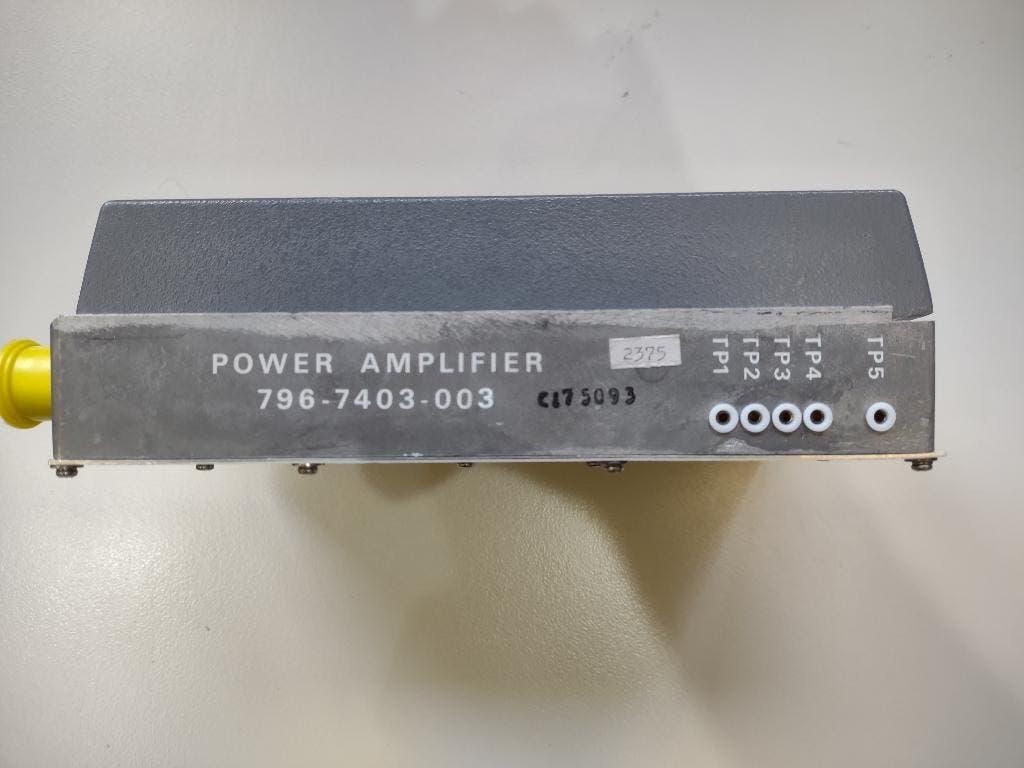 POWER AMPLIFIER
796-7403-003
2375
C175093
TP1
TP2
TP3
TP4
TP5